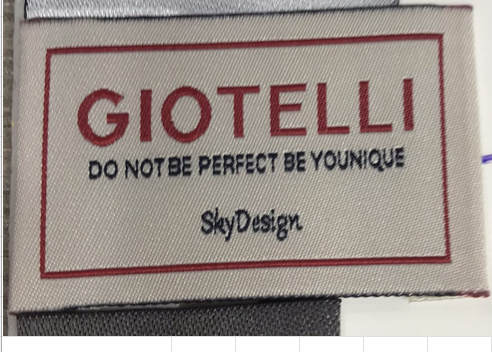 GIOTELLI
DO NOT BE PERFECT BE YOUNIQUE
SkyDesign